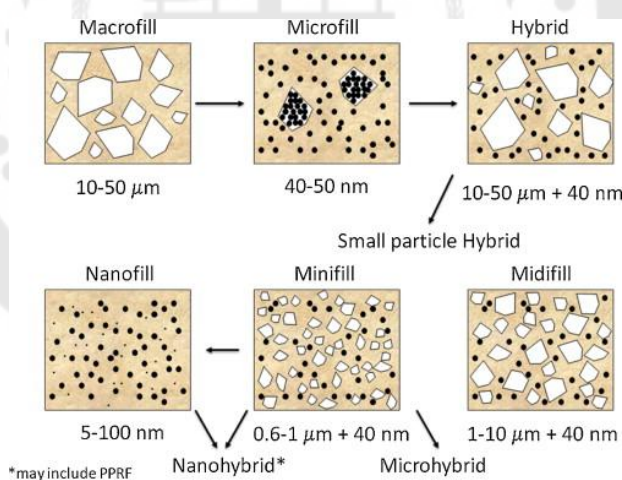 Macrofill Microfill Hybrid
10-50 μm 40-50 nm 10-50 μm + 40 nm
Small particle Hybrid
Nanofill Minifill Midifill
5-100 nm 0.6-1 μm + 40 nm 1-10 μm + 40 nm
*may include PPRF Nanohybrid* Microhybrid